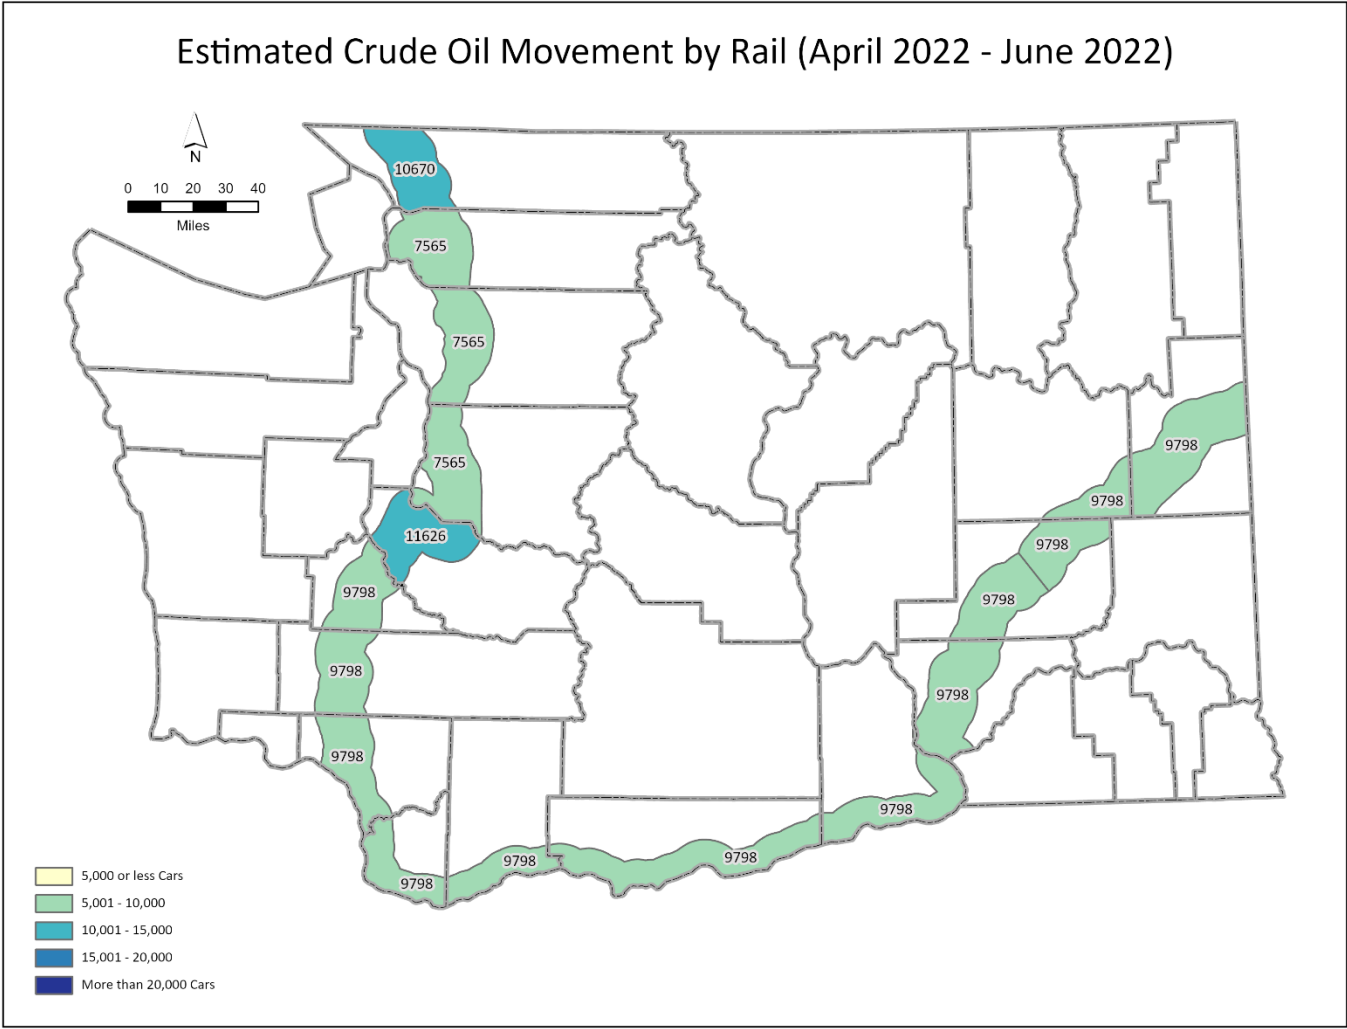 Estimated Crude Oil Movement by Rail (April 2022 - June 2022)
N
0 10 20 30 40
Miles
10670
7565
7565
7565
11626
9798
9798
9798
9798
9798
9798
9798
9798
9798
9798
9798
9798
5,000 or less Cars
5,001 - 10,000
10,001 - 15,000
15,001 - 20,000
More than 20,000 Cars